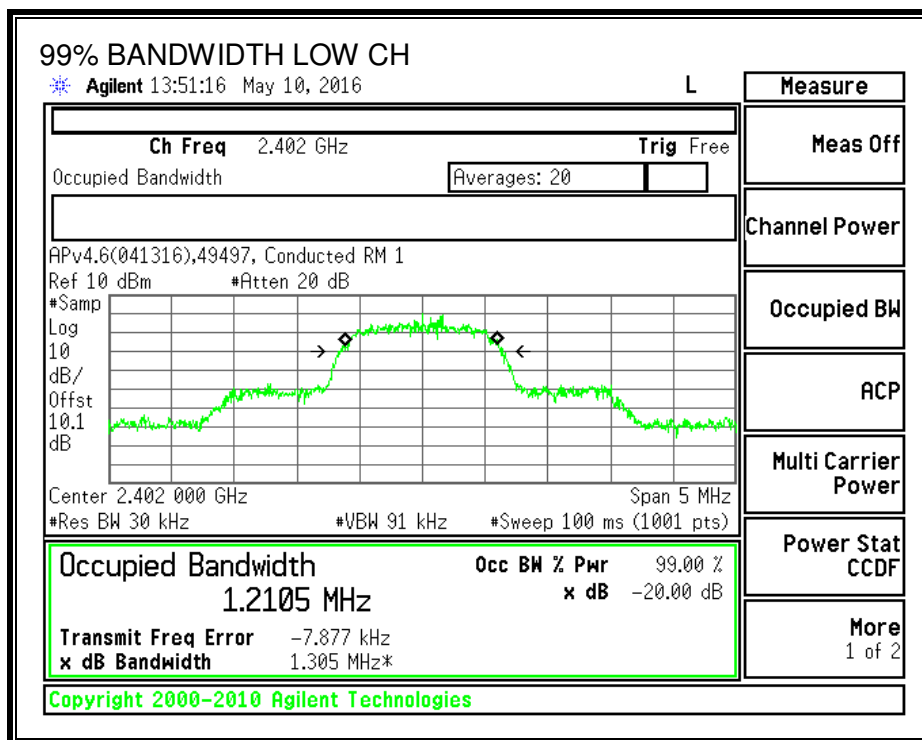 99% BANDWIDTH LOW CH
Agilent 13:51:16 May 10, 2016 L
Measure
Ch Freq 2.402 GHz Trig Free
Meas Off
Occupied Bandwidth Averages: 20
Channel Power
APv4.6(041316),49497, Conducted RM 1
Ref 10 dBm #Atten 20 dB
#Samp
Log
10
dB/
Offst
10.1
dB
Occupied BW
ACP
Multi Carrier
Power
Center 2.402 000 GHz Span 5 MHz
#Res BW 30 kHz #VBW 91 kHz #Sweep 100 ms (1001 pts)
Power Stat
CCDF
Occupied Bandwidth Occ BW % Pwr 99.00 %
1.2105 MHz x dB -20.00 dB
Transmit Freq Error -7.877 kHz
x dB Bandwidth 1.305 MHz*
More
1 of 2
Copyright 2000-2010 Agilent Technologies